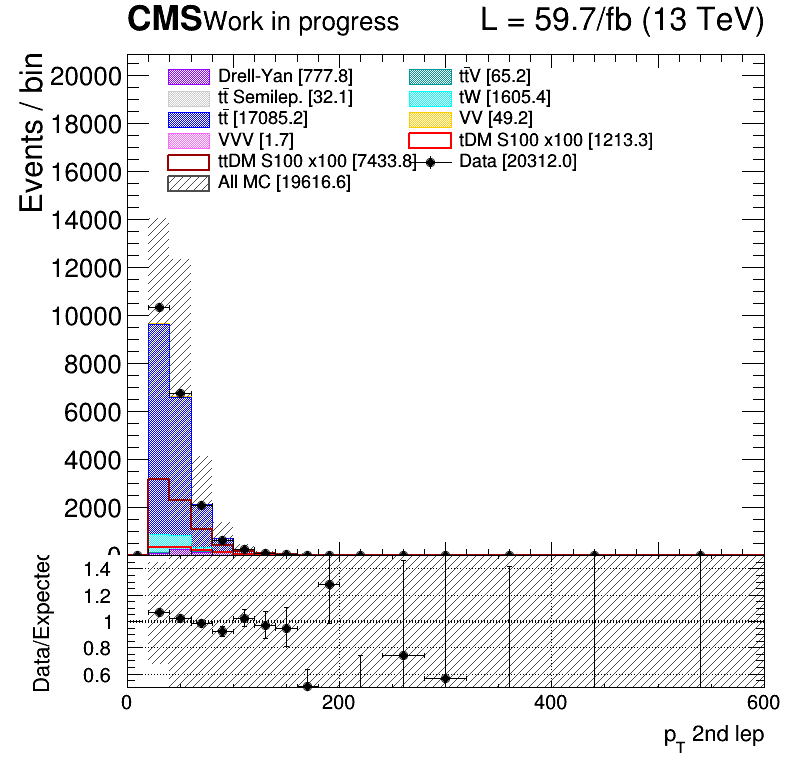 CMS Work in progress L = 59.7/fb (13 TeV)
Events / bin
20000
18000
16000
14000
12000
10000
8000
6000
4000
2000
0
Drell-Yan [777.8] tt̄V [65.2]
tt̄ Semilep. [32.1] tW [1605.4]
tt̄ [17085.2] VV [49.2]
VVV [1.7] tDM S100 x100 [1213.3]
ttDM S100 x100 [7433.8] Data [20312.0]
All MC [19616.6]
Data/Expected
1.4
1.2
1
0.8
0.6
0 200 400 600
p_T 2nd lep